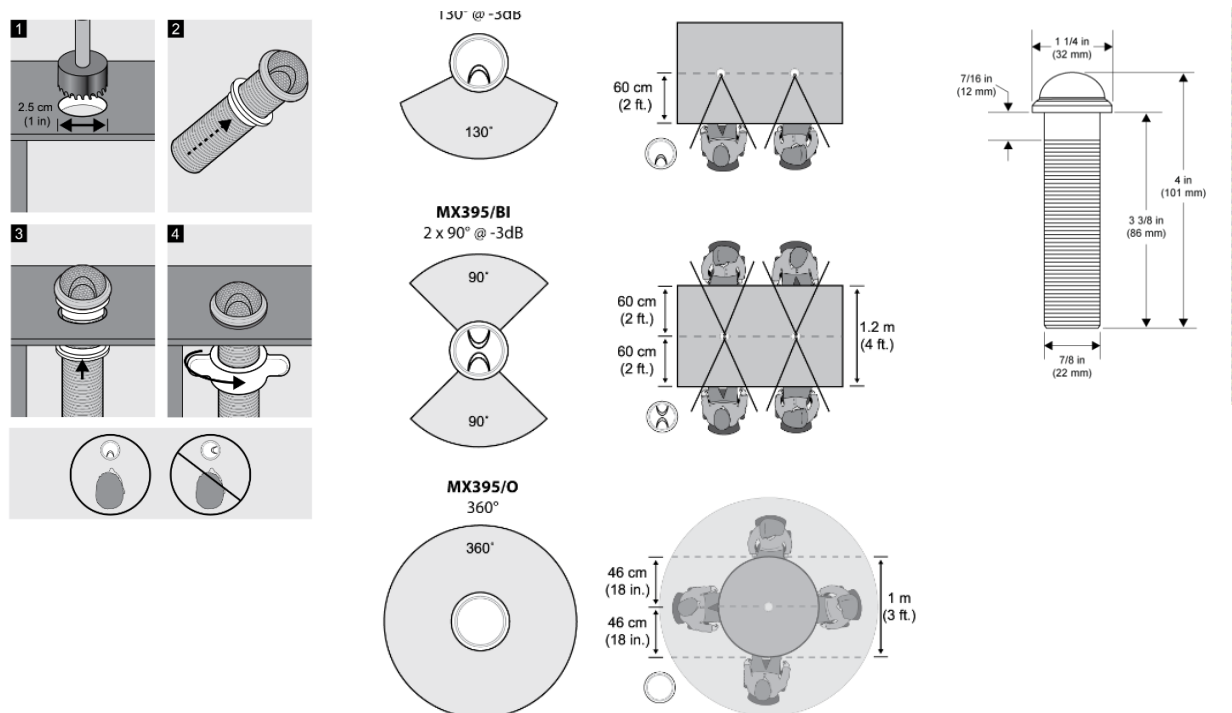 1
2
2.5 cm
(1 in)
3
4
130° @ -3dB
130°
MX395/BI
2 x 90° @ -3dB
90°
90°
MX395/O
360°
360°
60 cm
(2 ft.)
60 cm
(2 ft.)
60 cm
(2 ft.)
1.2 m
(4 ft.)
46 cm
(18 in.)
46 cm
(18 in.)
1 m
(3 ft.)
1 1/4 in
(32 mm)
7/16 in
(12 mm)
4 in
(101 mm)
3 3/8 in
(86 mm)
7/8 in
(22 mm)